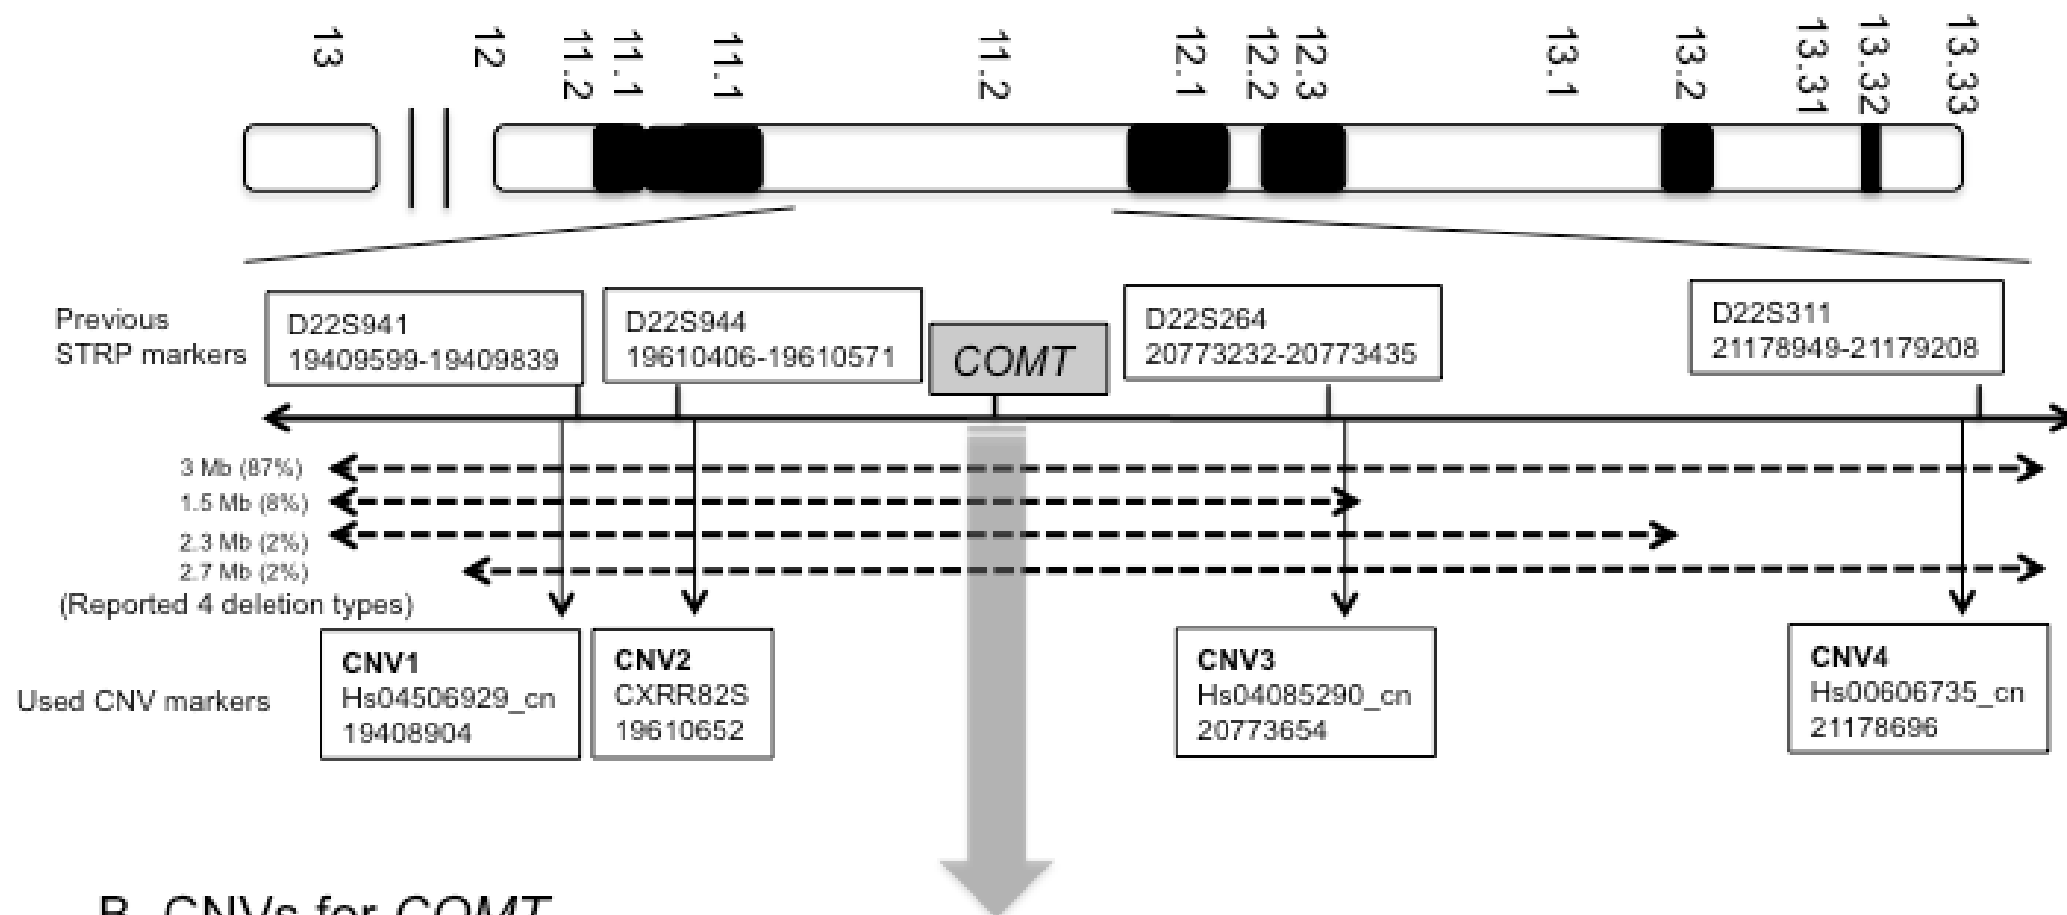 13
12
11.2
11.1
11.1
11.2
12.1
12.2
12.3
13.1
13.2
13.31
13.32
13.33
Previous
STRP markers
D22S941
19409599-19409839
D22S944
19610406-19610571
COMT
D22S264
20773232-20773435
D22S311
21178949-21179208
3 Mb (87%)
1.5 Mb (8%)
2.3 Mb (2%)
2.7 Mb (2%)
(Reported 4 deletion types)
Used CNV markers
CNV1
Hs04506929_cn
19408904
CNV2
CXRR82S
19610652
CNV3
Hs04085290_cn
20773654
CNV4
Hs00606735_cn
21178696
B. CNVs for COMT